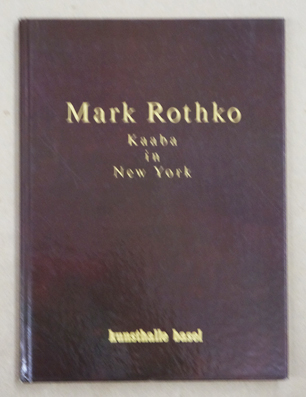 Mark Rothko
Kaaba
in
New York
kunsthalle basel